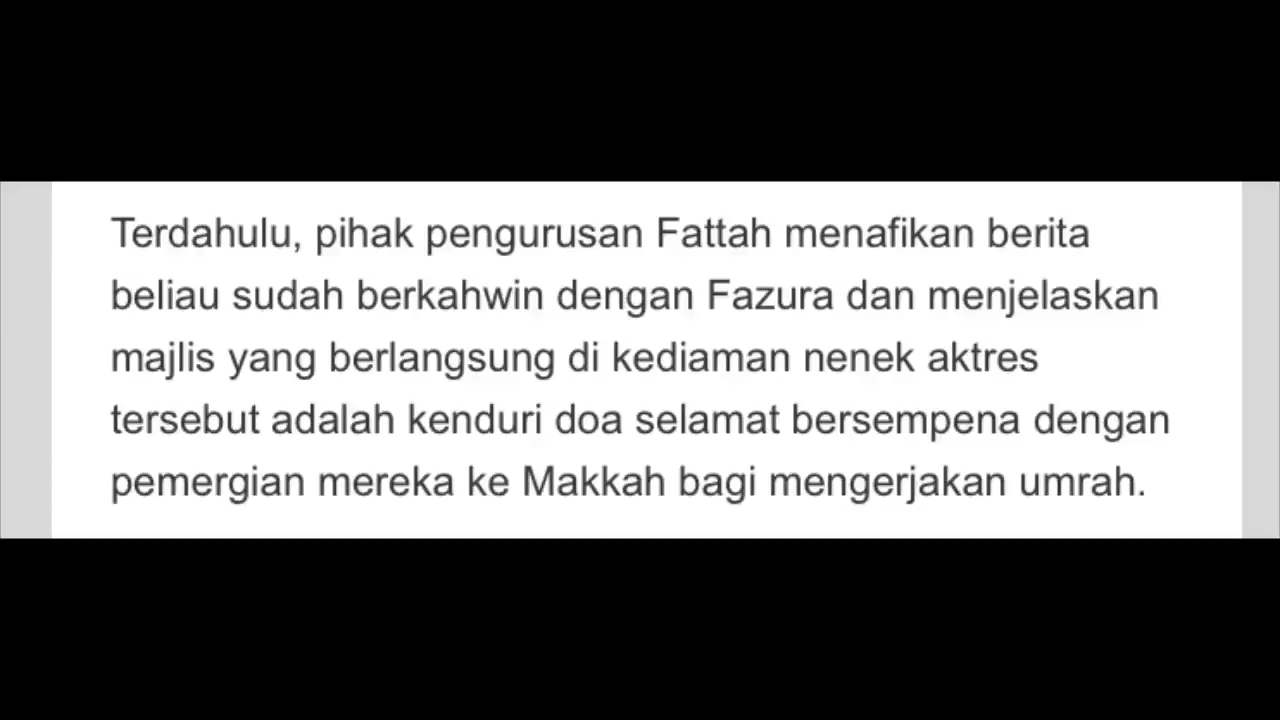 Terdahulu, pihak pengurusan Fattah menafikan berita
beliau sudah berkahwin dengan Fazura dan menjelaskan
majlis yang berlangsung di kediaman nenek aktres
tersebut adalah kenduri doa selamat bersempena dengan
pemergian mereka ke Makkah bagi mengerjakan umrah.